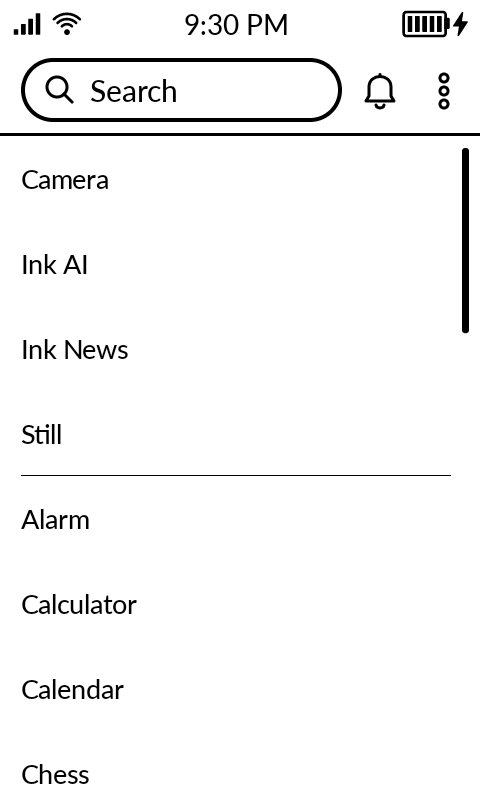 9:30 PM
Search
Camera
Ink AI
Ink News
Still
Alarm
Calculator
Calendar
Chess